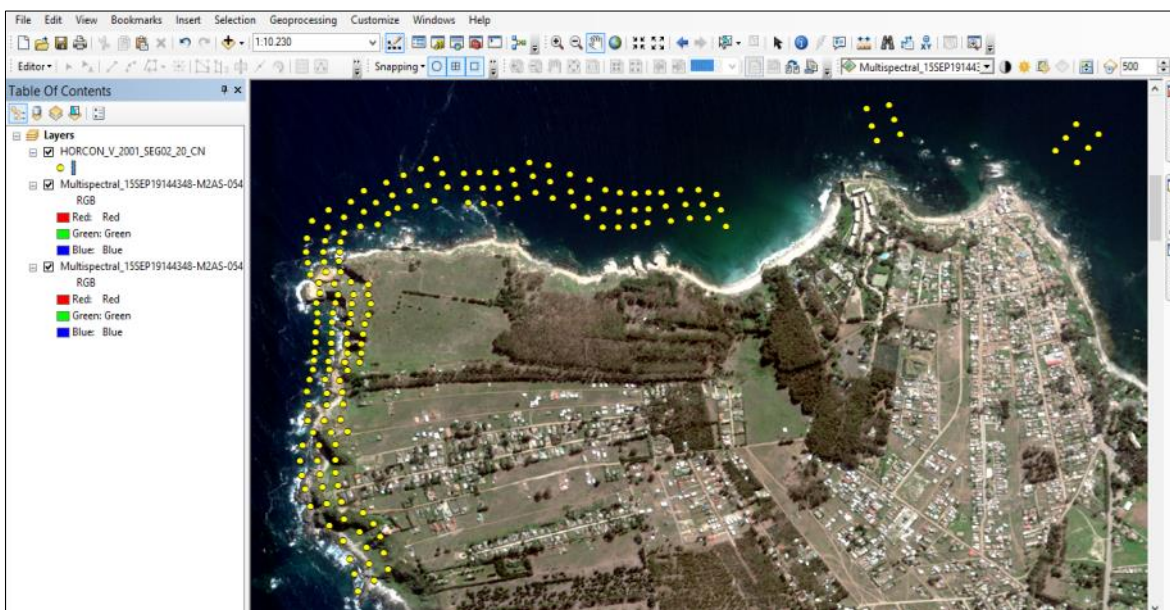 File Edit View Bookmarks Insert Selection Geoprocessing Customize Windows Help
1:10.230
Editor Snapping Multispectral_15SEP19144: 500
Table Of Contents
Layers
HORCON_V_2001_SEG02_20_CN
Multispectral_15SEP19144348-M2AS-054
RGB
Red: Red
Green: Green
Blue: Blue
Multispectral_15SEP19144348-M2AS-054
RGB
Red: Red
Green: Green
Blue: Blue